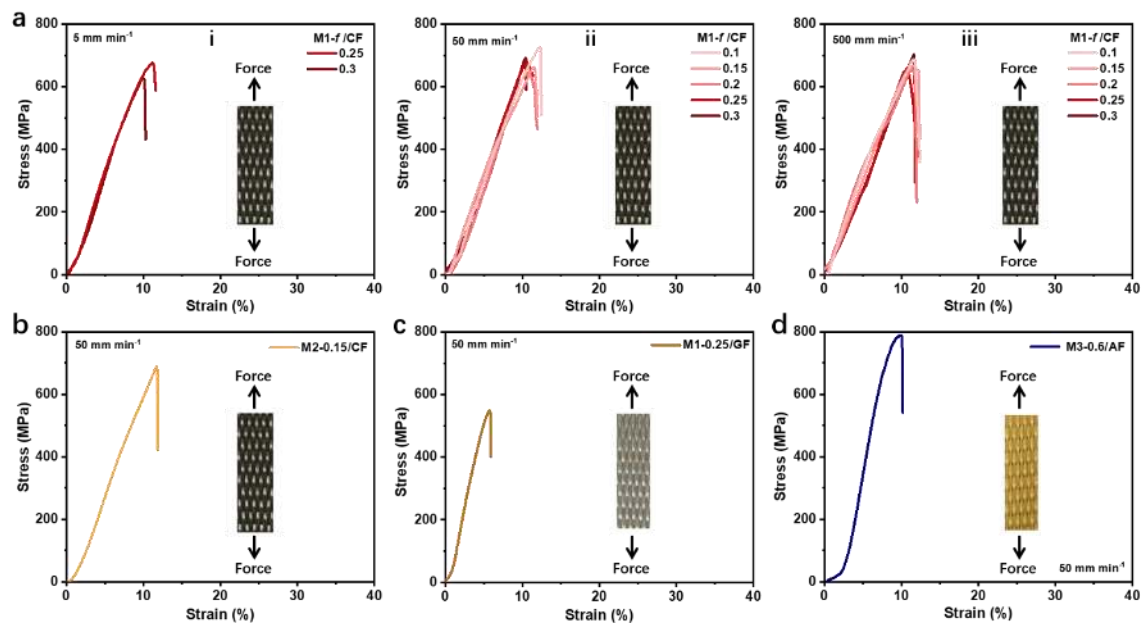 a
5 mm min⁻¹
i
M1-f /CF
0.25
0.3
Force
Force
Stress (MPa)
800
600
400
200
0
0
10
20
30
40
Strain (%)
50 mm min⁻¹
ii
M1-f /CF
0.1
0.15
0.2
0.25
0.3
Force
Force
Stress (MPa)
800
600
400
200
0
0
10
20
30
40
Strain (%)
500 mm min⁻¹
iii
M1-f /CF
0.1
0.15
0.2
0.25
0.3
Force
Force
Stress (MPa)
800
600
400
200
0
0
10
20
30
40
Strain (%)
b
50 mm min⁻¹
M2-0.15/CF
Force
Force
Stress (MPa)
800
600
400
200
0
0
10
20
30
40
Strain (%)
c
50 mm min⁻¹
M1-0.25/GF
Force
Force
Stress (MPa)
800
600
400
200
0
0
10
20
30
40
Strain (%)
d
M3-0.6/AF
Force
Force
50 mm min⁻¹
Stress (MPa)
800
600
400
200
0
0
10
20
30
40
Strain (%)